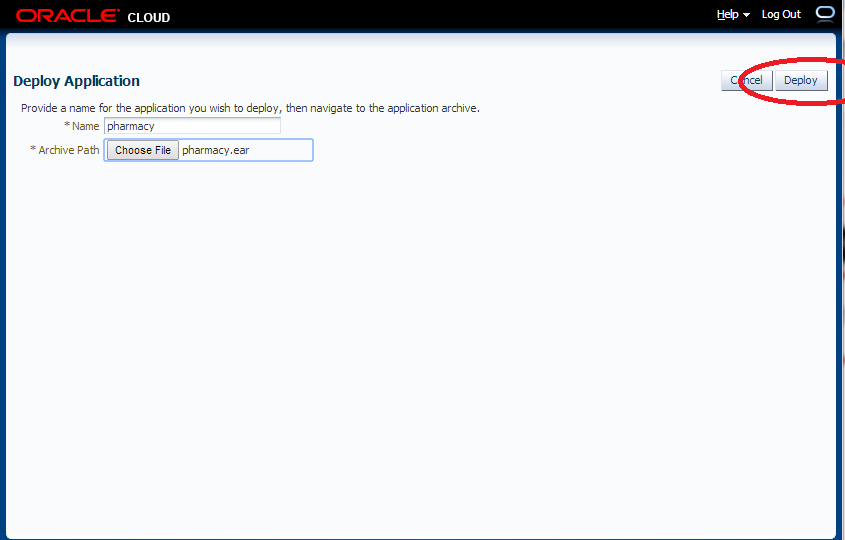 ORACLE CLOUD Help Log Out
Deploy Application Cancel Deploy
Provide a name for the application you wish to deploy, then navigate to the application archive.
* Name pharmacy
* Archive Path Choose File pharmacy.ear